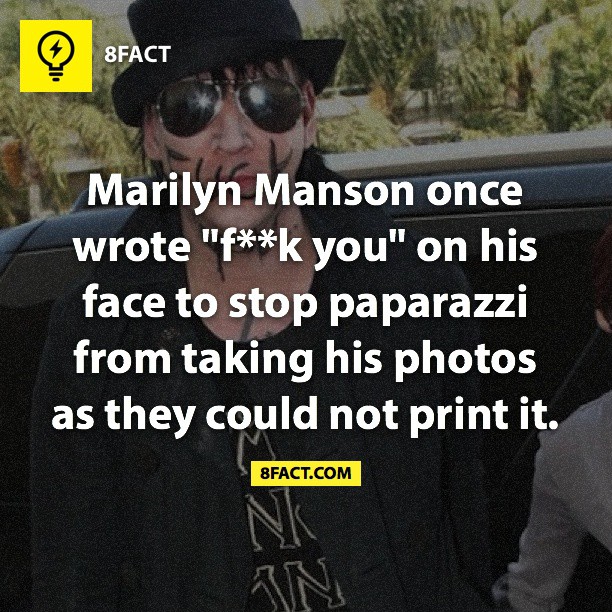 8FACT
Marilyn Manson once
wrote "f**k you" on his
face to stop paparazzi
from taking his photos
as they could not print it.
8FACT.COM